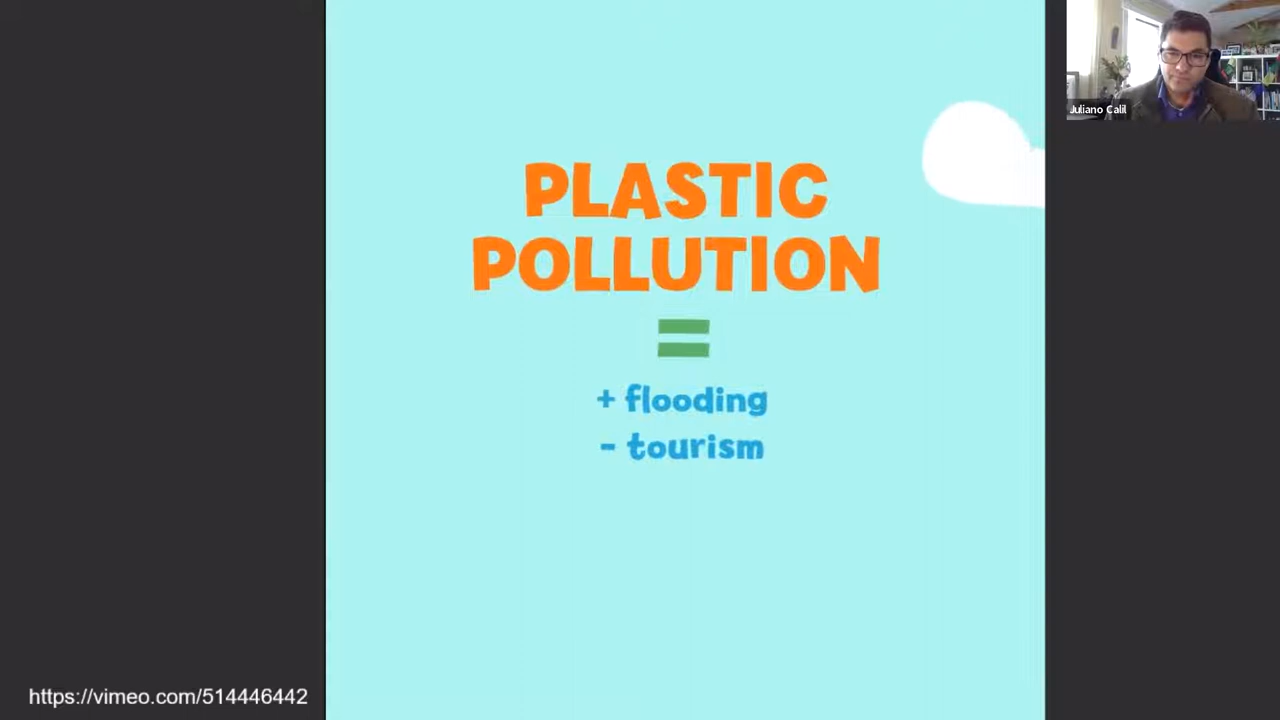 Juliano Calil
PLASTIC
POLLUTION
=
+ flooding
- tourism
https://vimeo.com/514446442